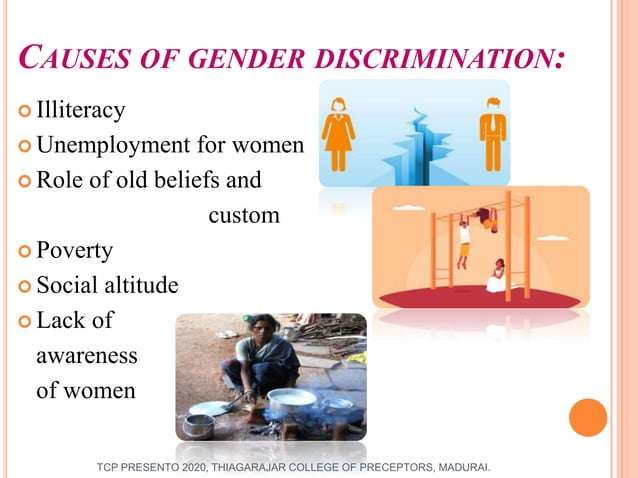 CAUSES OF GENDER DISCRIMINATION:
Illiteracy
Unemployment for women
Role of old beliefs and
custom
Poverty
Social altitude
Lack of
awareness
of women
TCP PRESENTO 2020, THIAGARAJAR COLLEGE OF PRECEPTORS, MADURAI.